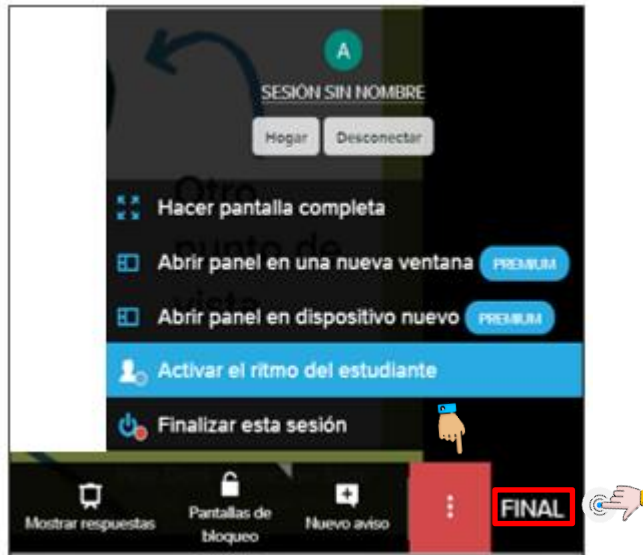 A
SESIÓN SIN NOMBRE
Hogar Desconectar
Otro
punto de
vista
Hacer pantalla completa
Abrir panel en una nueva ventana PREMIUM
Abrir panel en dispositivo nuevo PREMIUM
Activar el ritmo del estudiante
Finalizar esta sesión
Mostrar respuestas
Pantallas de
bloqueo
Nuevo aviso
FINAL